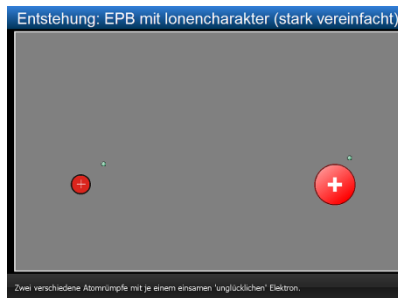 Entstehung: EPB mit Ionencharakter (stark vereinfacht)
Zwei verschiedene Atomrümpfe mit je einem einsamen 'unglücklichen' Elektron.